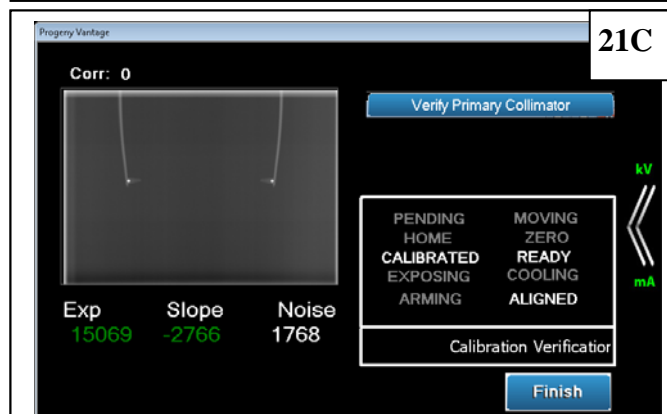 Progeny Vantage
21C
Corr: 0
Verify Primary Collimator
kV
PENDING MOVING
HOME ZERO
CALIBRATED READY
EXPOSING COOLING
mA
ARMING ALIGNED
Exp Slope Noise
15069 -2766 1768
Calibration Verification
Finish